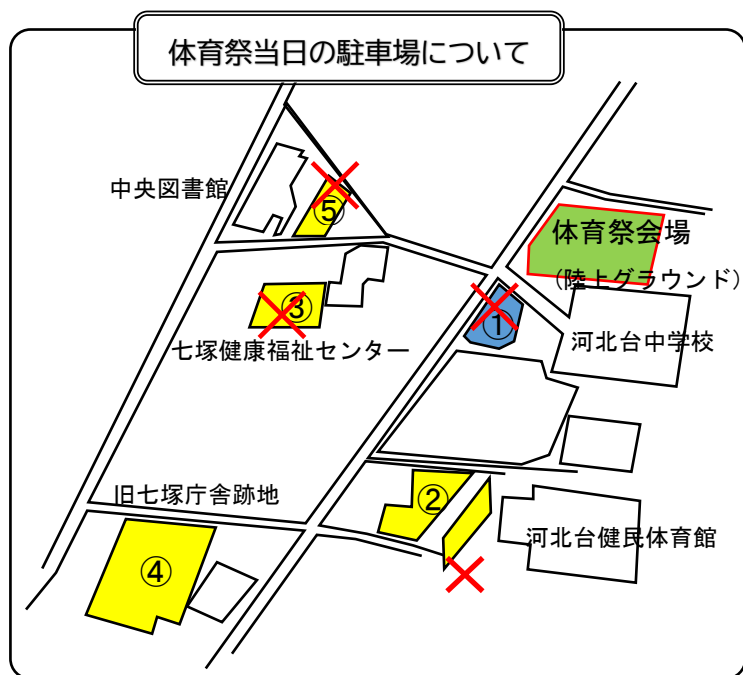 体育祭当日の駐車場について
中央図書館
⑤
体育祭会場
(陸上グラウンド)
③
①
七塚健康福祉センター
河北台中学校
旧七塚庁舎跡地
②
河北台健民体育館
④